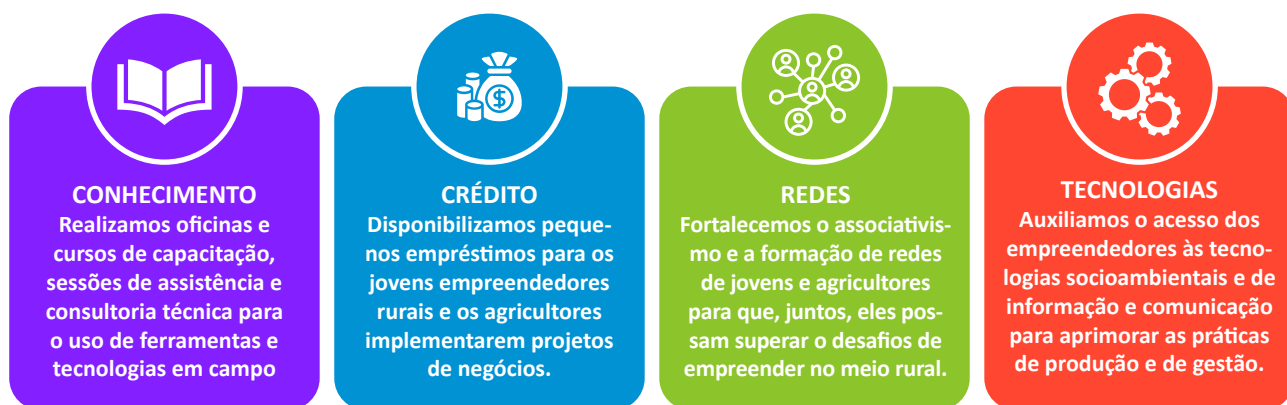 CONHECIMENTO
Realizamos oficinas e
cursos de capacitação,
sessões de assistência e
consultoria técnica para
o uso de ferramentas e
tecnologias em campo
CRÉDITO
Disponibilizamos peque-
nos empréstimos para os
jovens empreendedores
rurais e os agricultores
implementarem projetos
de negócios.
REDES
Fortalecemos o associativis-
mo e a formação de redes
de jovens e agricultores
para que, juntos, eles pos-
sam superar o desafios de
empreender no meio rural.
TECNOLOGIAS
Auxiliamos o acesso dos
empreendedores às tecno-
logias socioambientais e de
informação e comunicação
para aprimorar as práticas
de produção e de gestão.